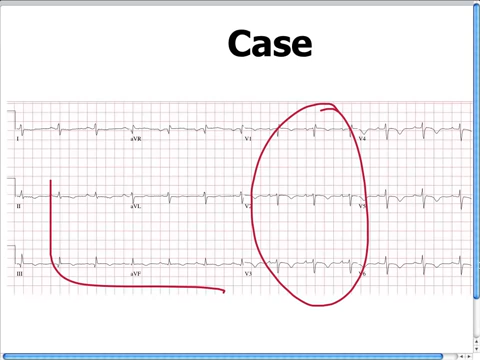 Case
I aVR V1 V4
II aVL V2 V5
III aVF V3 V6